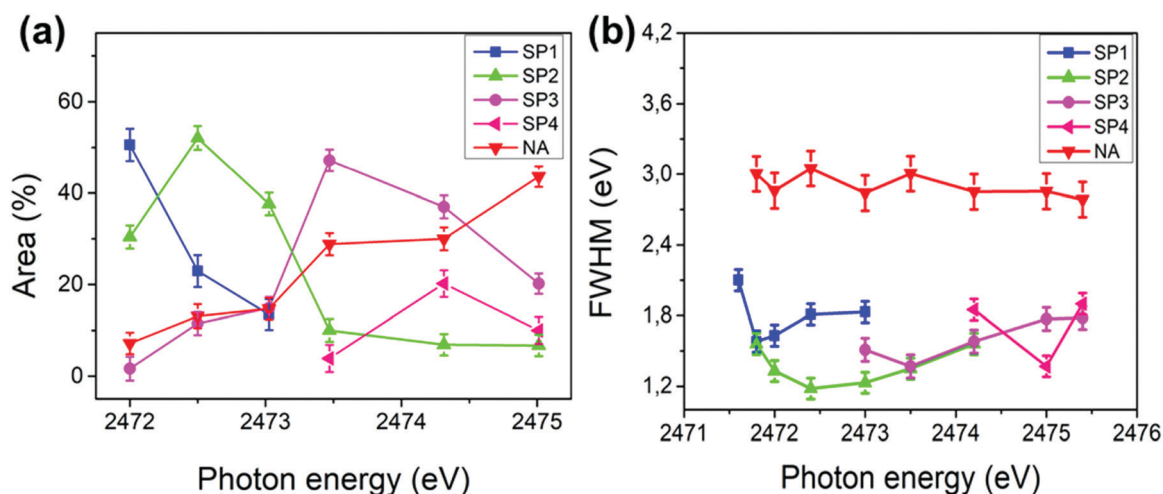 (a)
SP1
SP2
SP3
SP4
NA
60
40
20
0
Area (%)
2472
2473
2474
2475
Photon energy (eV)
(b)
SP1
SP2
SP3
SP4
NA
4,2
3,6
3,0
2,4
1,8
1,2
FWHM (eV)
2471
2472
2473
2474
2475
2476
Photon energy (eV)